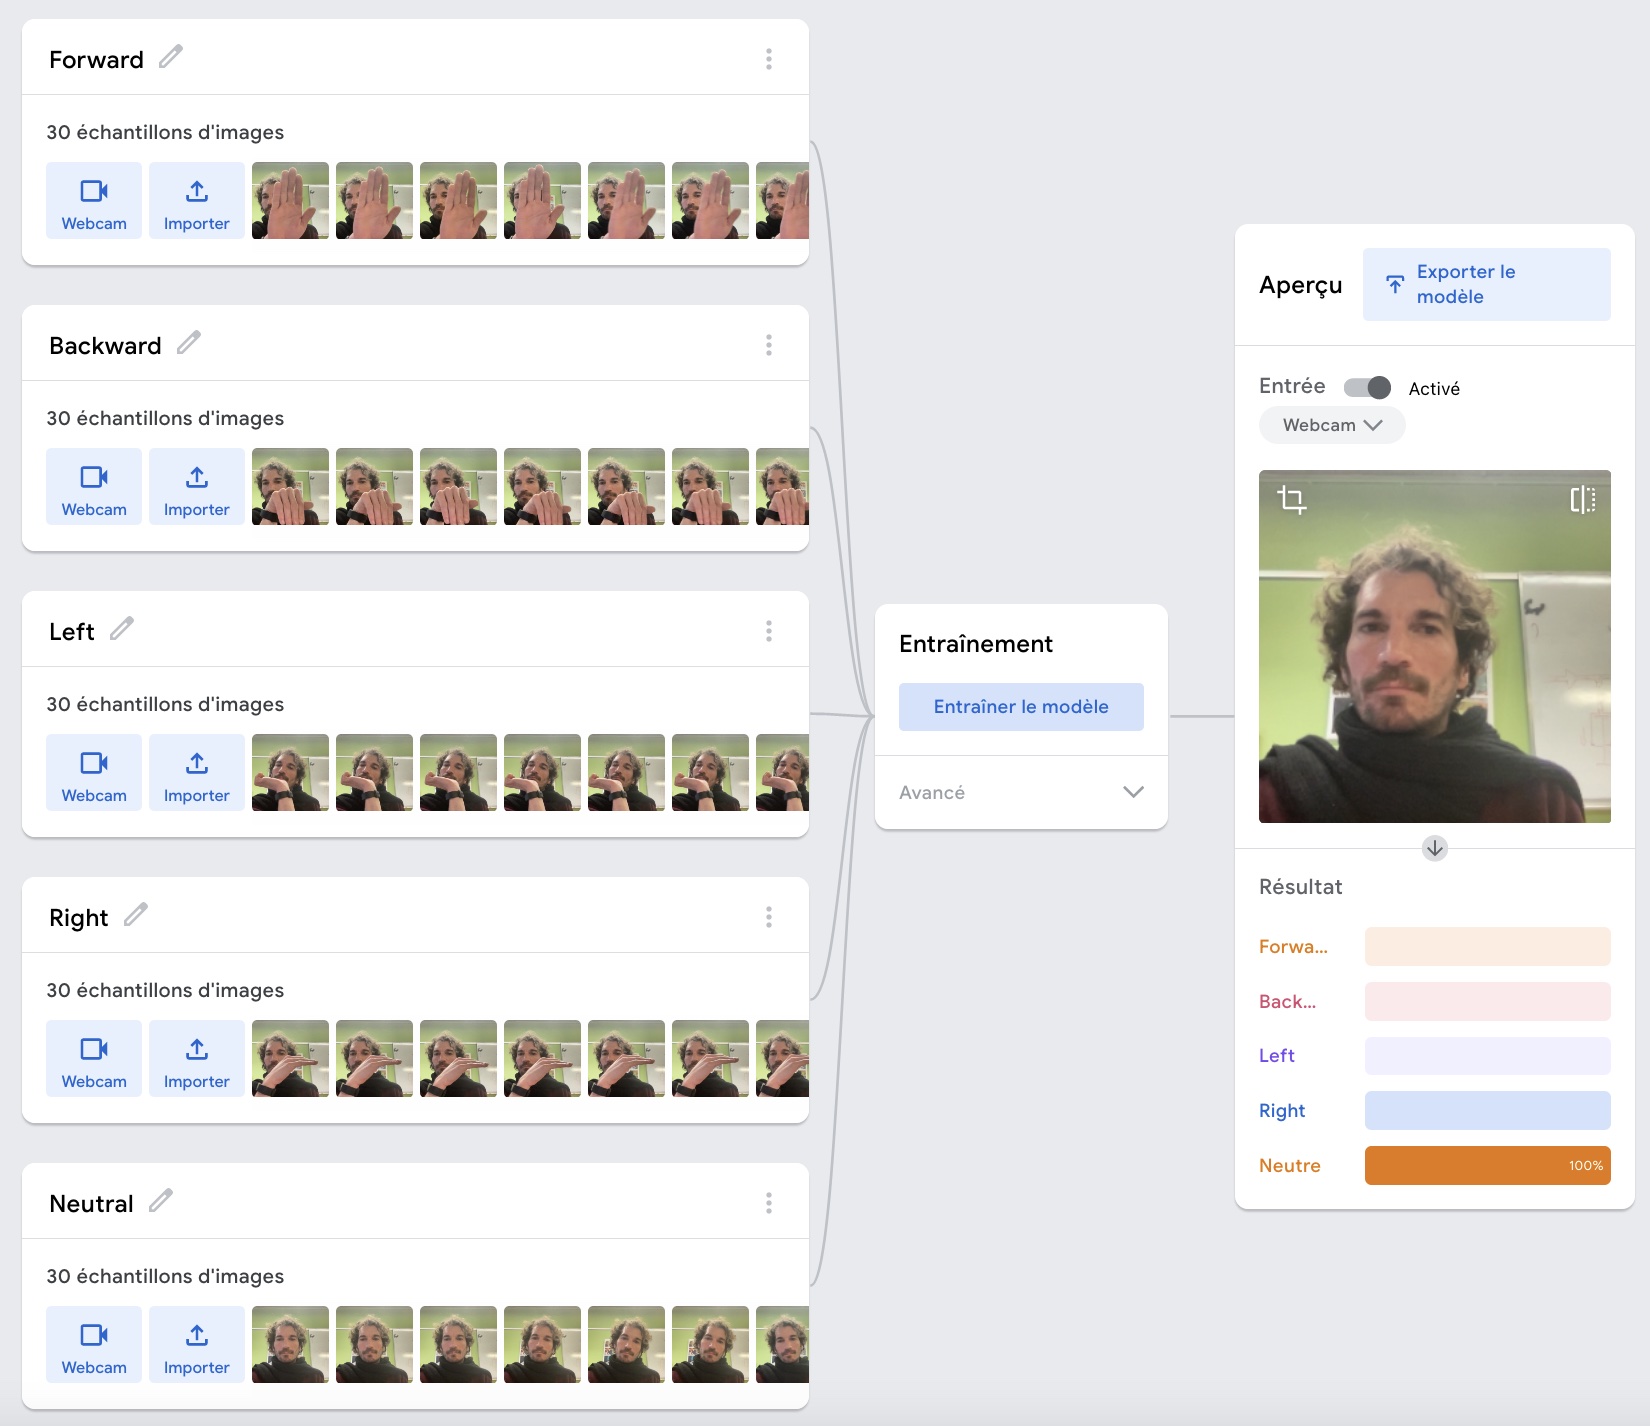 Forward
30 échantillons d'images
Webcam
Importer
Backward
30 échantillons d'images
Webcam
Importer
Left
30 échantillons d'images
Webcam
Importer
Right
30 échantillons d'images
Webcam
Importer
Neutral
30 échantillons d'images
Webcam
Importer
Entraînement
Entraîner le modèle
Avancé
Aperçu
Exporter le
modèle
Entrée
Activé
Webcam
Résultat
Forwa...
Back...
Left
Right
Neutre
100%